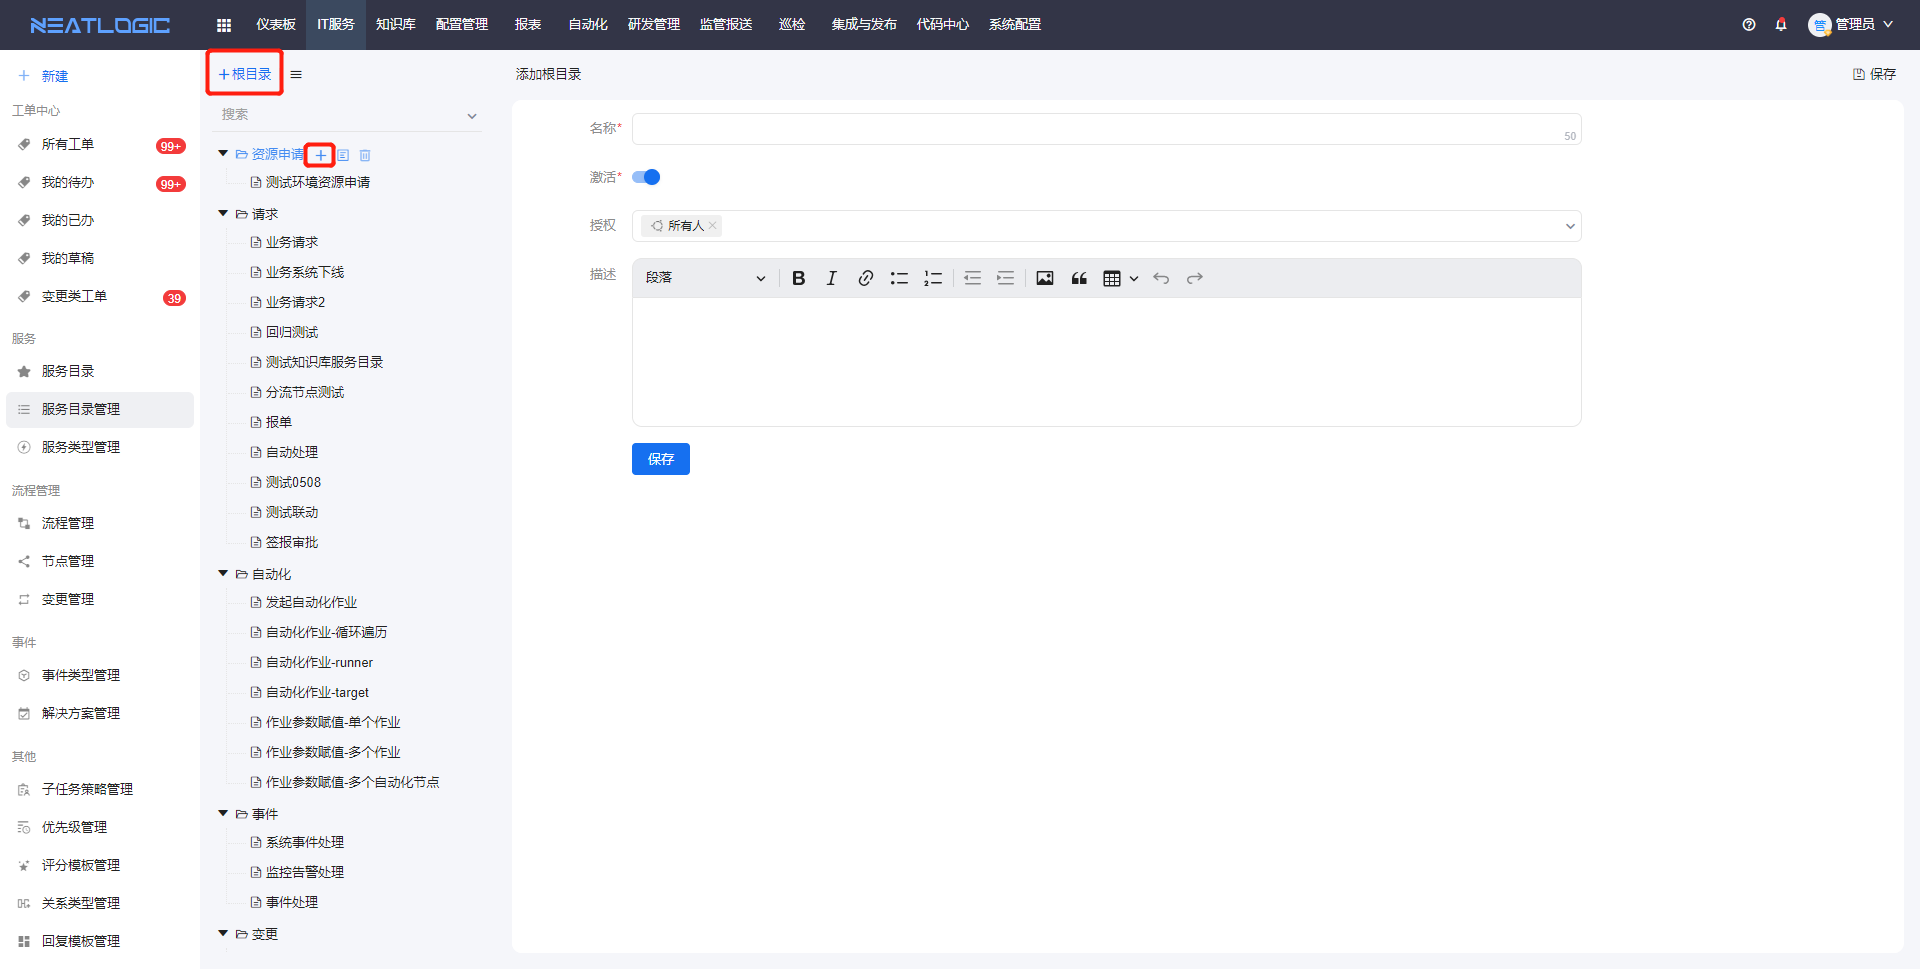 NEATLOGIC
仪表板 IT服务 知识库 配置管理 报表 自动化 研发管理 监管报送 巡检 集成与发布 代码中心 系统配置
管 管理员
新建
工单中心
所有工单 99+
我的待办 99+
我的已办
我的草稿
变更类工单 39
服务
服务目录
服务目录管理
服务类型管理
流程管理
流程管理
节点管理
变更管理
事件
事件类型管理
解决方案管理
其他
子任务策略管理
优先级管理
评分模板管理
关系类型管理
回复模板管理
+根目录
搜索
资源申请
测试环境资源申请
请求
业务请求
业务系统下线
业务请求2
回归测试
测试知识库服务目录
分流节点测试
报单
自动处理
测试0508
测试联动
签报审批
自动化
发起自动化作业
自动化作业-循环遍历
自动化作业-runner
自动化作业-target
作业参数赋值-单个作业
作业参数赋值-多个作业
作业参数赋值-多个自动化节点
事件
系统事件处理
监控告警处理
事件处理
变更
添加根目录
保存
名称*
50
激活*
授权
所有人
描述
段落
保存